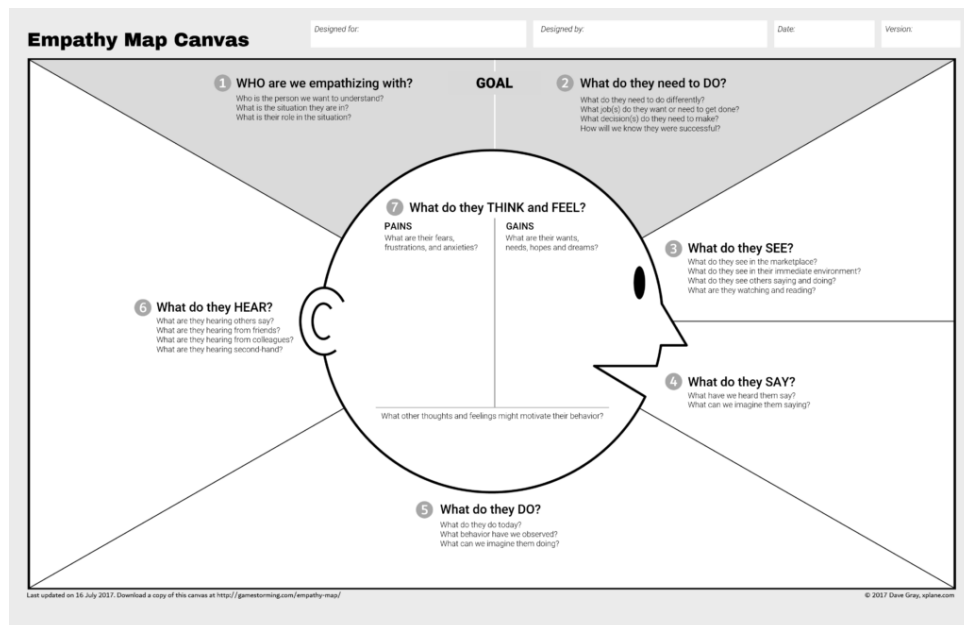 Empathy Map Canvas
Designed for:
Designed by:
Date:
Version:
1 WHO are we empathizing with?
Who is the person we want to understand?
What is the situation they are in?
What is their role in the situation?
GOAL
2 What do they need to DO?
What do they need to do differently?
What job(s) do they want or need to get done?
What decision(s) do they need to make?
How will we know they were successful?
3 What do they SEE?
What do they see in the marketplace?
What do they see in their immediate environment?
What do they see others saying and doing?
What are they watching and reading?
4 What do they SAY?
What have we heard them say?
What can we imagine them saying?
5 What do they DO?
What do they do today?
What behavior have we observed?
What can we imagine them doing?
6 What do they HEAR?
What are they hearing others say?
What are they hearing from friends?
What are they hearing from colleagues?
What are they hearing second-hand?
7 What do they THINK and FEEL?
PAINS
What are their fears,
frustrations, and anxieties?
GAINS
What are their wants,
needs, hopes and dreams?
What other thoughts and feelings might motivate their behavior?
Last updated on 16 July 2017. Download a copy of this canvas at http://gamestorming.com/empathy-map/
© 2017 Dave Gray, xplane.com